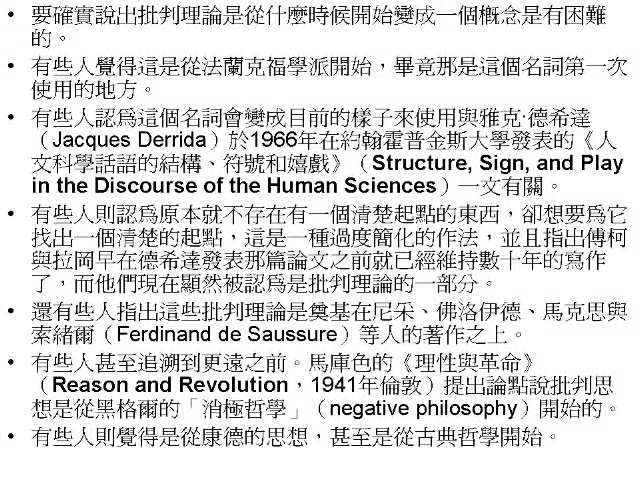 • 要確實說出批判理論是從什麼時候開始變成一個概念是有困難
的。
• 有些人覺得這是從法蘭克福學派開始，畢竟那是這個名詞第一次
使用的地方。
• 有些人認爲這個名詞會變成目前的樣子來使用與雅克·德希達
（Jacques Derrida）於1966年在約翰霍普金斯大學發表的《人
文科學話語的結構、符號和嬉戲》（Structure, Sign, and Play
in the Discourse of the Human Sciences）一文有關。
• 有些人則認爲原本就不存在有一個清楚起點的東西，卻想要爲它
找出一個清楚的起點，這是一種過度簡化的作法，並且指出傅柯
與拉岡早在德希達發表那篇論文之前就已經維持數十年的寫作
了，而他們現在顯然被認爲是批判理論的一部分。
• 還有些人指出這些批判理論是奠基在尼采、佛洛伊德、馬克思與
索緒爾（Ferdinand de Saussure）等人的著作之上。
• 有些人甚至追溯到更遠之前。馬庫色的《理性與革命》
（Reason and Revolution，1941年倫敦）提出論點說批判思
想是從黑格爾的「消極哲學」（negative philosophy）開始的。
• 有些人則覺得是從康德的思想，甚至是從古典哲學開始。